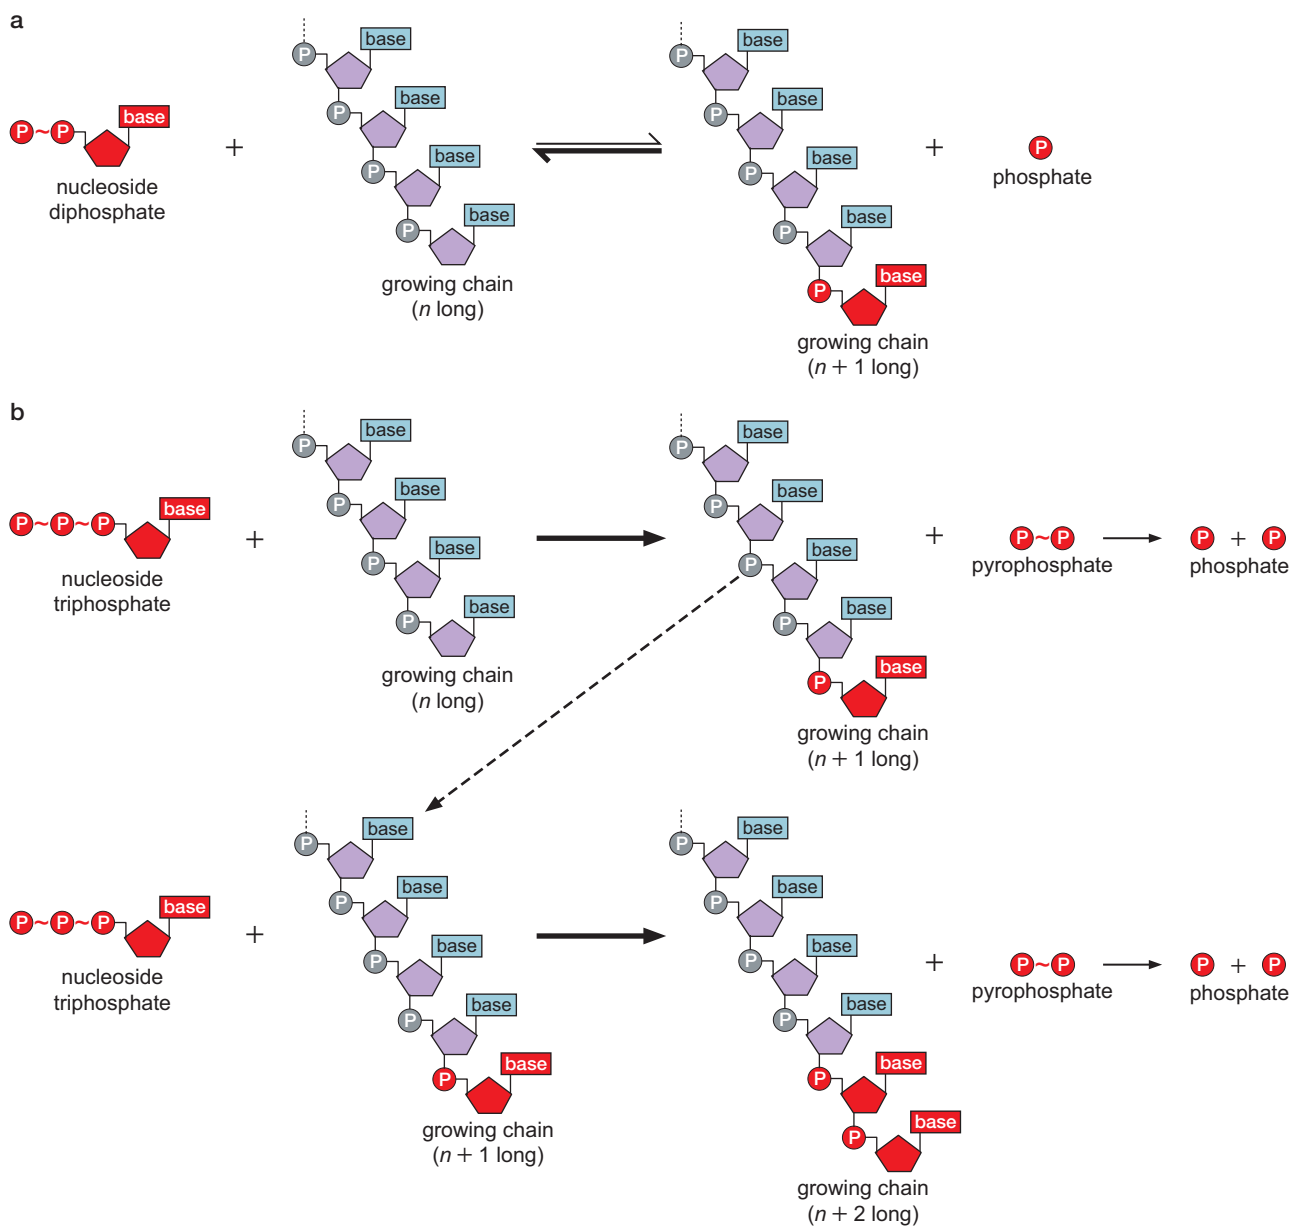 a
base
base
base
base
base
base
base
base
base
base
P
P
P
P
P
P
P
P
P
P
P
P~P
+
+
nucleoside
diphosphate
phosphate
growing chain
(n long)
growing chain
(n + 1 long)
b
base
base
base
base
base
base
base
base
base
base
P
P
P
P
P
P
P
P
P
P~P~P
+
+
P~P
P + P
nucleoside
triphosphate
pyrophosphate
phosphate
growing chain
(n long)
growing chain
(n + 1 long)
base
base
base
base
base
base
base
base
base
base
base
base
P
P
P
P
P
P
P
P
P
P
P
P~P~P
+
+
P~P
P + P
nucleoside
triphosphate
pyrophosphate
phosphate
growing chain
(n + 1 long)
growing chain
(n + 2 long)